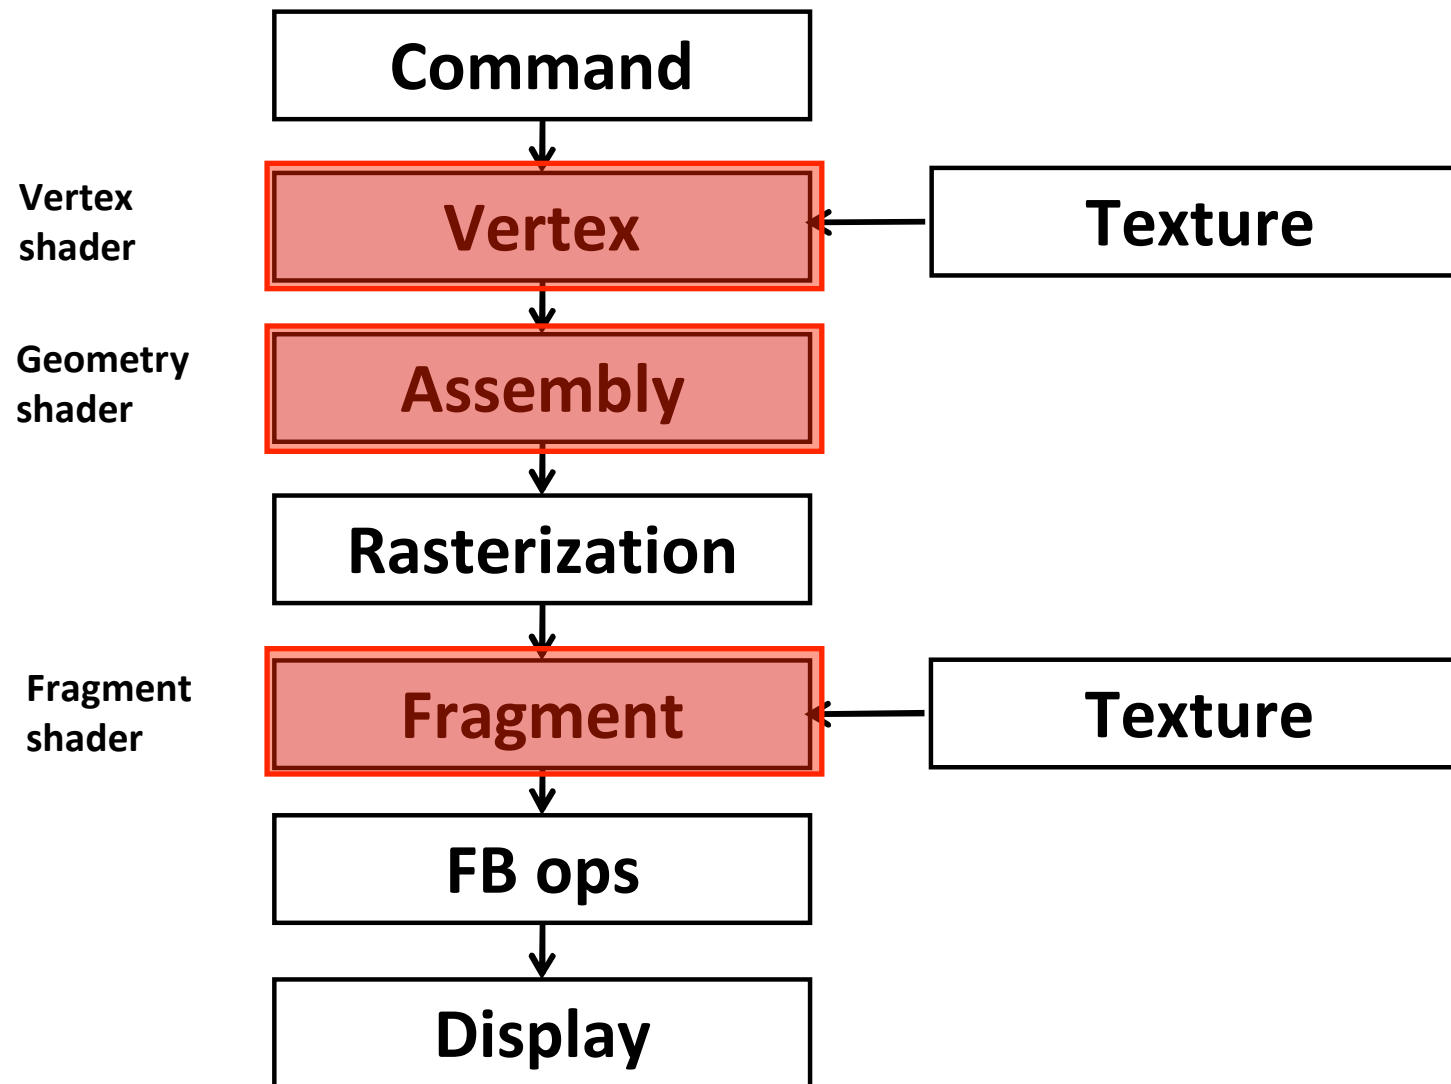 Command
Vertex
shader
Vertex
Texture
Geometry
shader
Assembly
Rasterization
Fragment
shader
Fragment
Texture
FB ops
Display